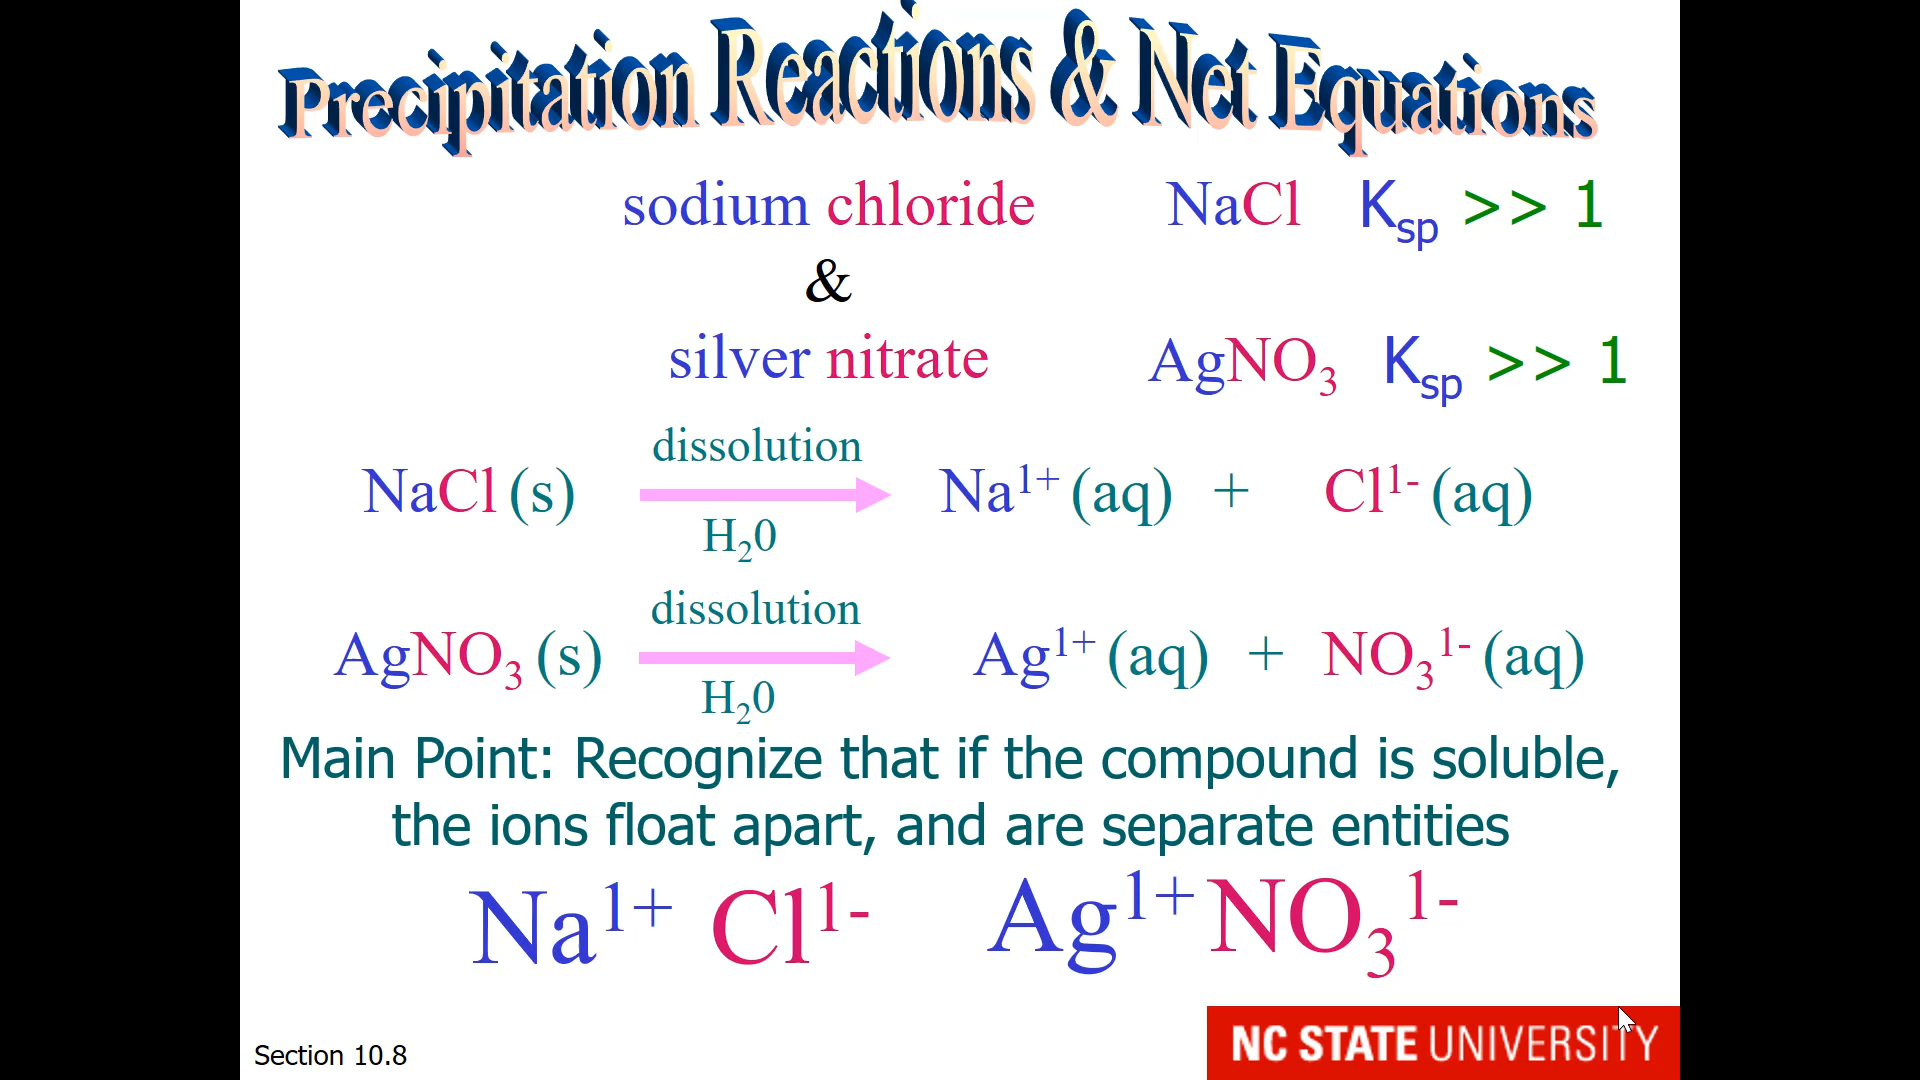 Precipitation Reactions & Net Equations
sodium chloride NaCl Ksp >> 1
&
silver nitrate AgNO₃ Ksp >> 1
dissolution
NaCl (s) Na¹⁺ (aq) + Cl¹⁻ (aq)
H₂0
dissolution
AgNO₃ (s) Ag¹⁺ (aq) + NO₃¹⁻ (aq)
H₂0
Main Point: Recognize that if the compound is soluble,
the ions float apart, and are separate entities
Na¹⁺ Cl¹⁻ Ag¹⁺ NO₃¹⁻
Section 10.8
NC STATE UNIVERSITY